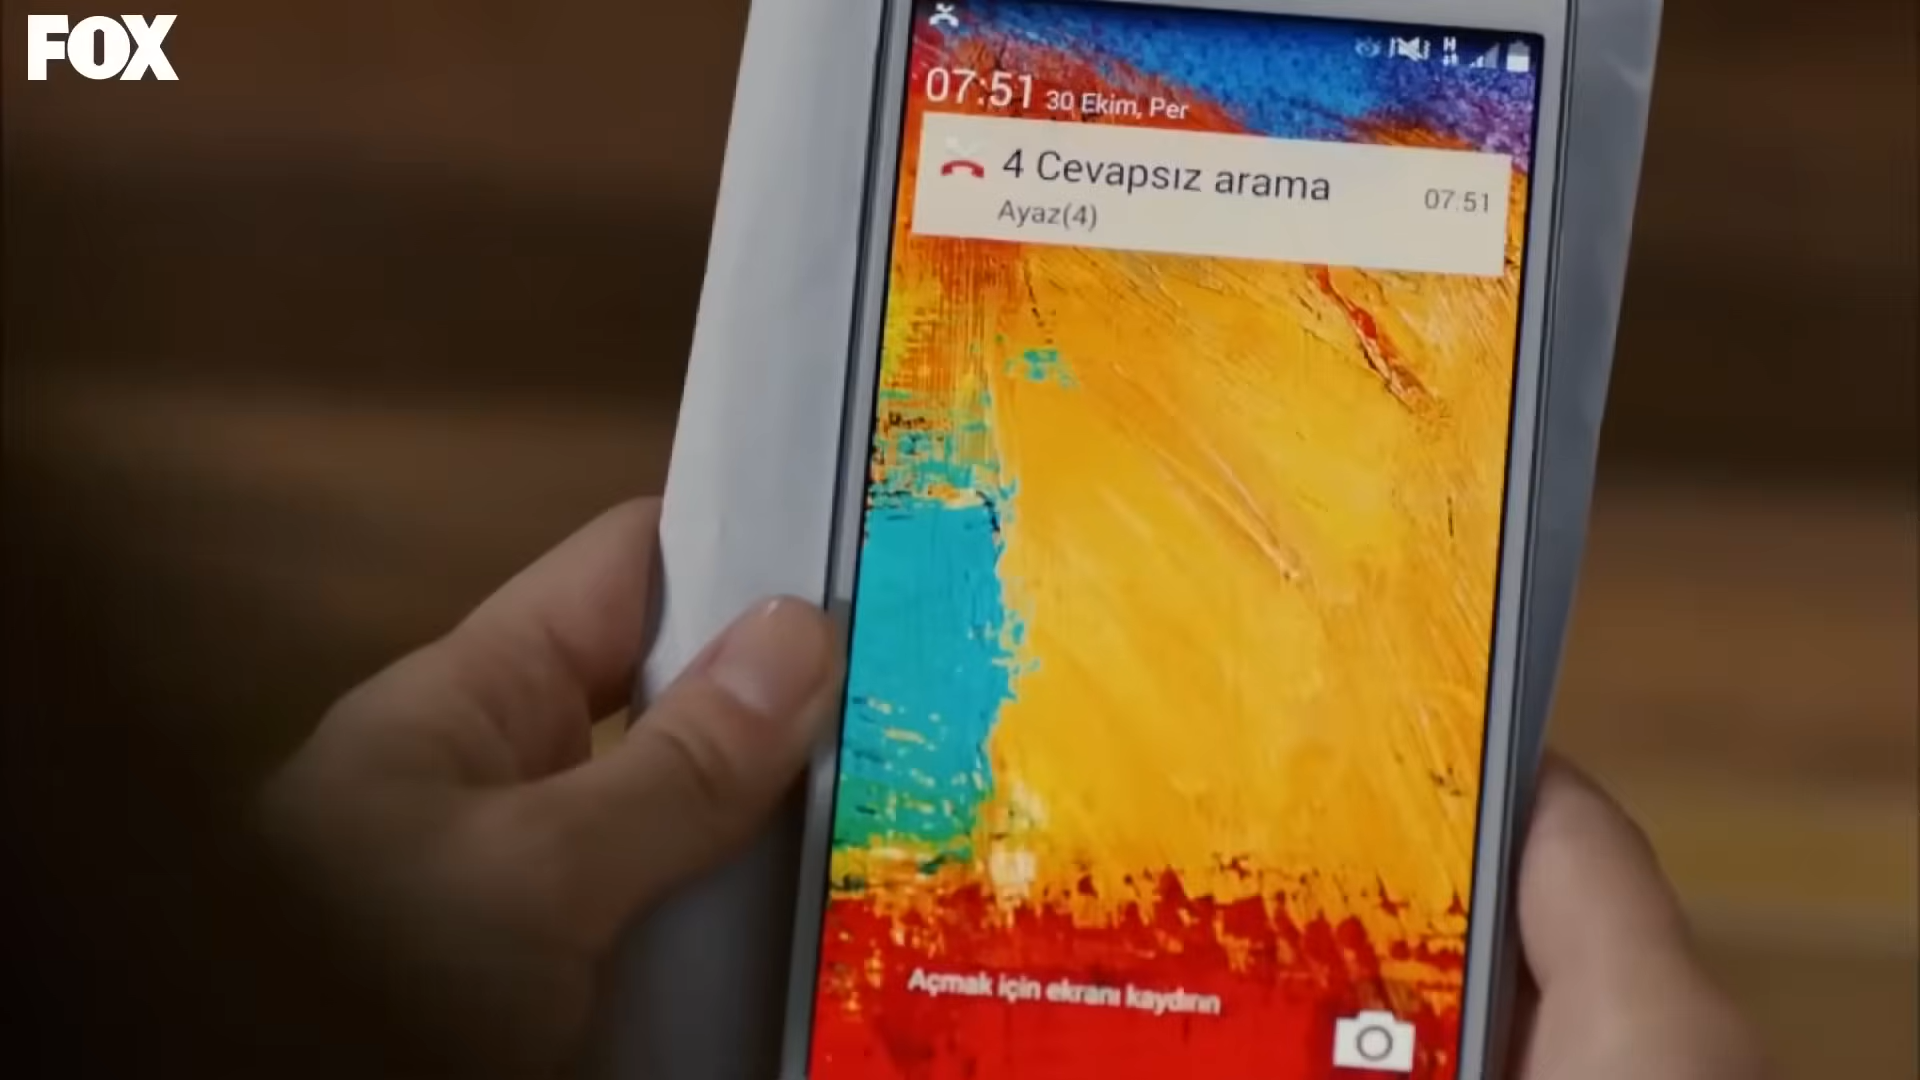 FOX
07:51 30 Ekim, Per
4 Cevapsız arama 07:51
Ayaz(4)
Açmak için ekranı kaydırın